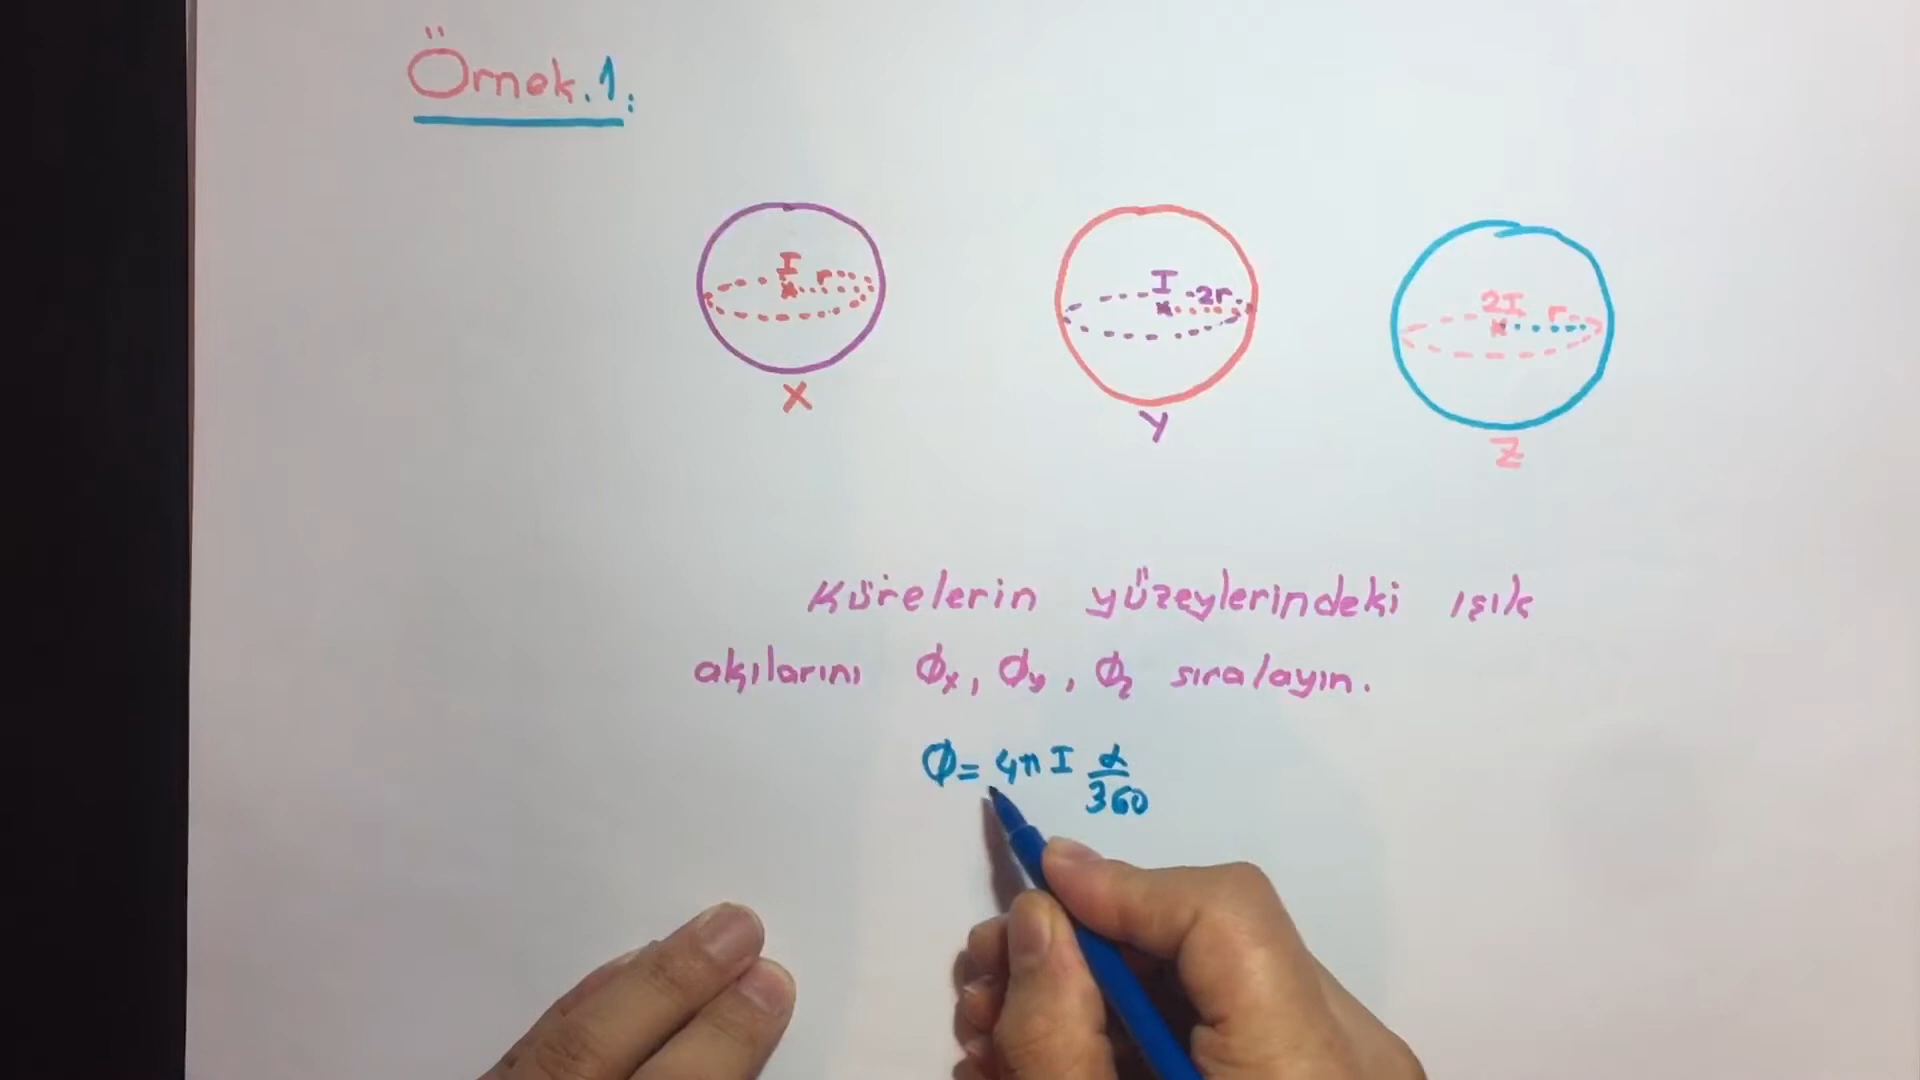 Örnek.1:
I r
X
I 2r
Y
2I r
Z
Kürelerin yüzeylerindeki ışık
akılarını Φx, Φy, Φz sıralayın.
Φ = 4π I α/360